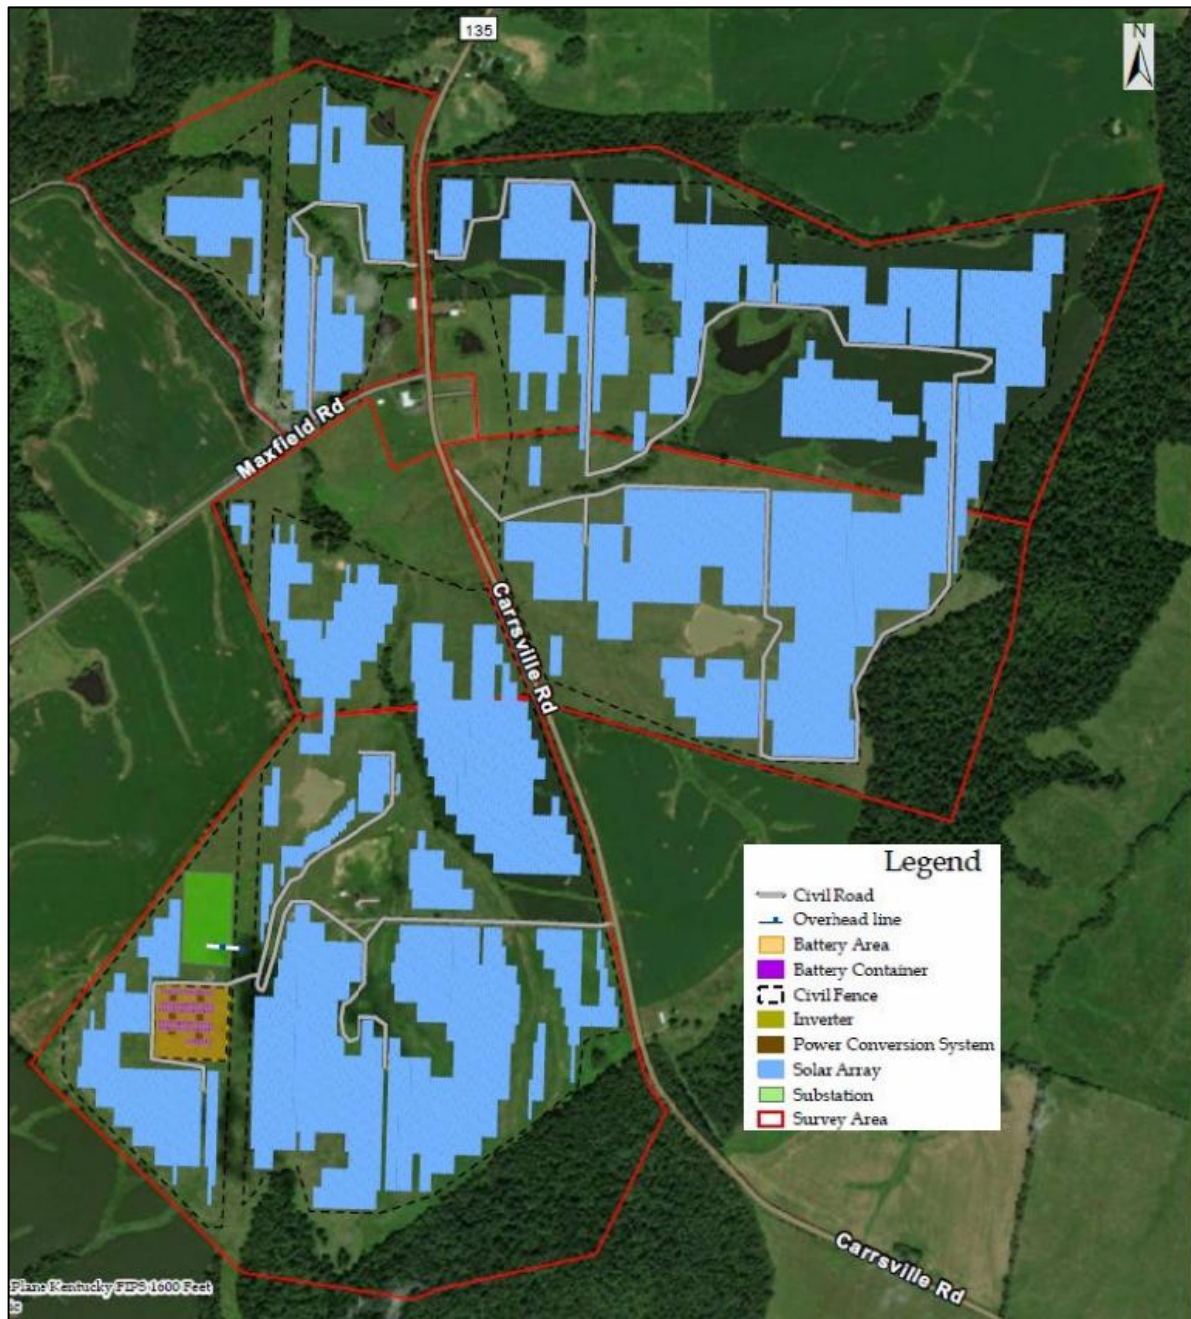 135
N
Maxfield Rd
Carrsville Rd
Legend
Civil Road
Overhead line
Battery Area
Battery Container
Civil Fence
Inverter
Power Conversion System
Solar Array
Substation
Survey Area
Carrsville Rd
Plane Kentucky FIPS 1600 Feet